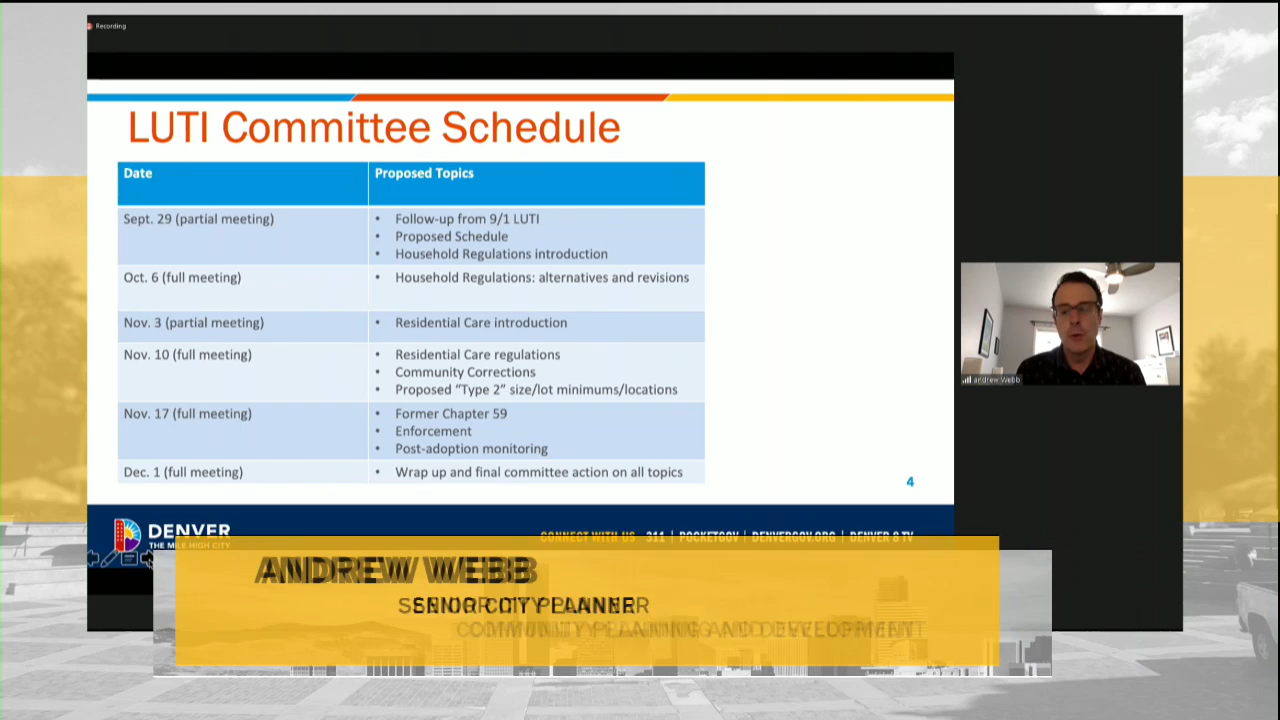 Recording
LUTI Committee Schedule
Date
Proposed Topics
Sept. 29 (partial meeting)
• Follow-up from 9/1 LUTI
• Proposed Schedule
• Household Regulations introduction
Oct. 6 (full meeting)
• Household Regulations: alternatives and revisions
Nov. 3 (partial meeting)
• Residential Care introduction
Nov. 10 (full meeting)
• Residential Care regulations
• Community Corrections
• Proposed “Type 2” size/lot minimums/locations
Nov. 17 (full meeting)
• Former Chapter 59
• Enforcement
• Post-adoption monitoring
Dec. 1 (full meeting)
• Wrap up and final committee action on all topics
4
andrew Webb
DENVER
THE MILE HIGH CITY
CONNECT WITH US 311 | POCKETGOV | DENVERGOV.ORG | DENVER 8 TV
ANDREW WEBB
SENIOR CITY PLANNER
COMMUNITY PLANNING AND DEVELOPMENT